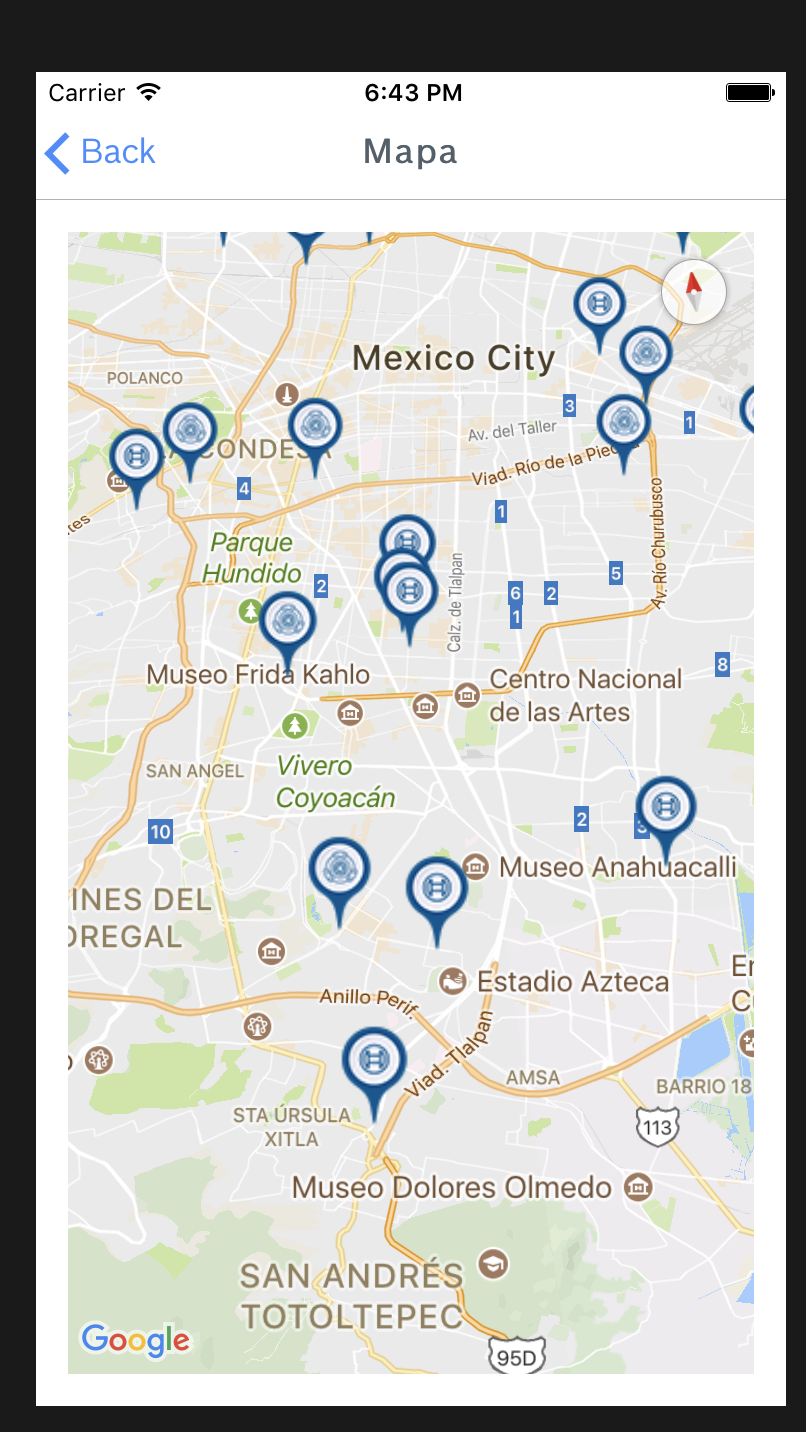 Carrier
6:43 PM
Back
Mapa
Mexico City
POLANCO
3
Av. del Taller
1
CONDESA
Viad. Río de la
4
1
Parque
Hundido
2
Calz. de Tlalpan
5
6
2
1
Av. Río Churubusco
8
Museo Frida Kahlo
Centro Nacional
de las Artes
SAN ANGEL
Vivero
Coyoacán
10
2
3
Museo Anahuacalli
INES DEL
DREGAL
Estadio Azteca
Anillo Perif.
Viad. Tlalpan
AMSA
BARRIO 18
STA ÚRSULA
XITLA
113
Museo Dolores Olmedo
SAN ANDRÉS
TOTOLTEPEC
Google
95D